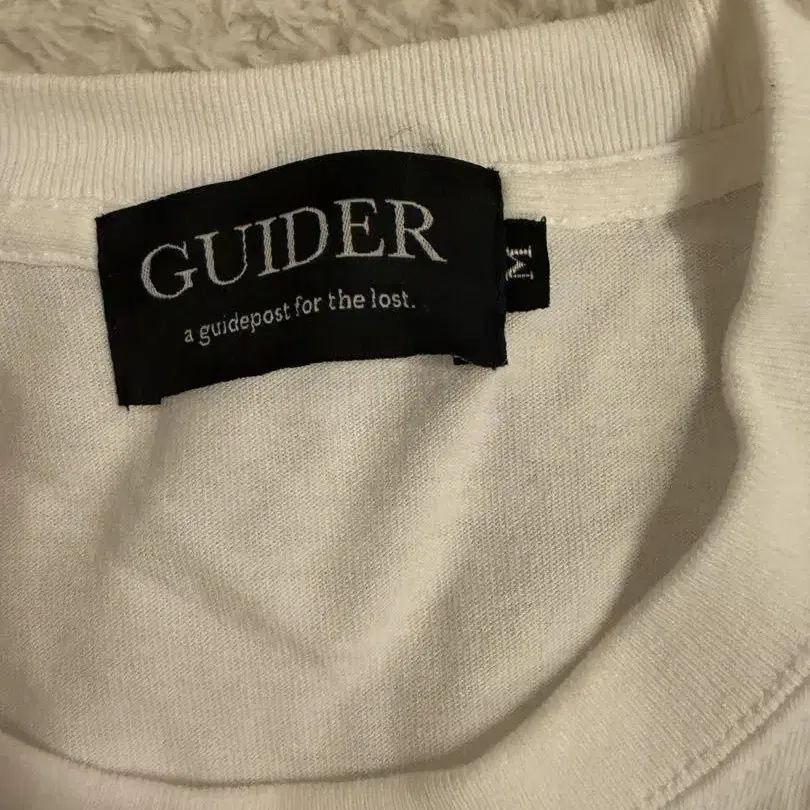 GUIDER
a guidepost for the lost.
M